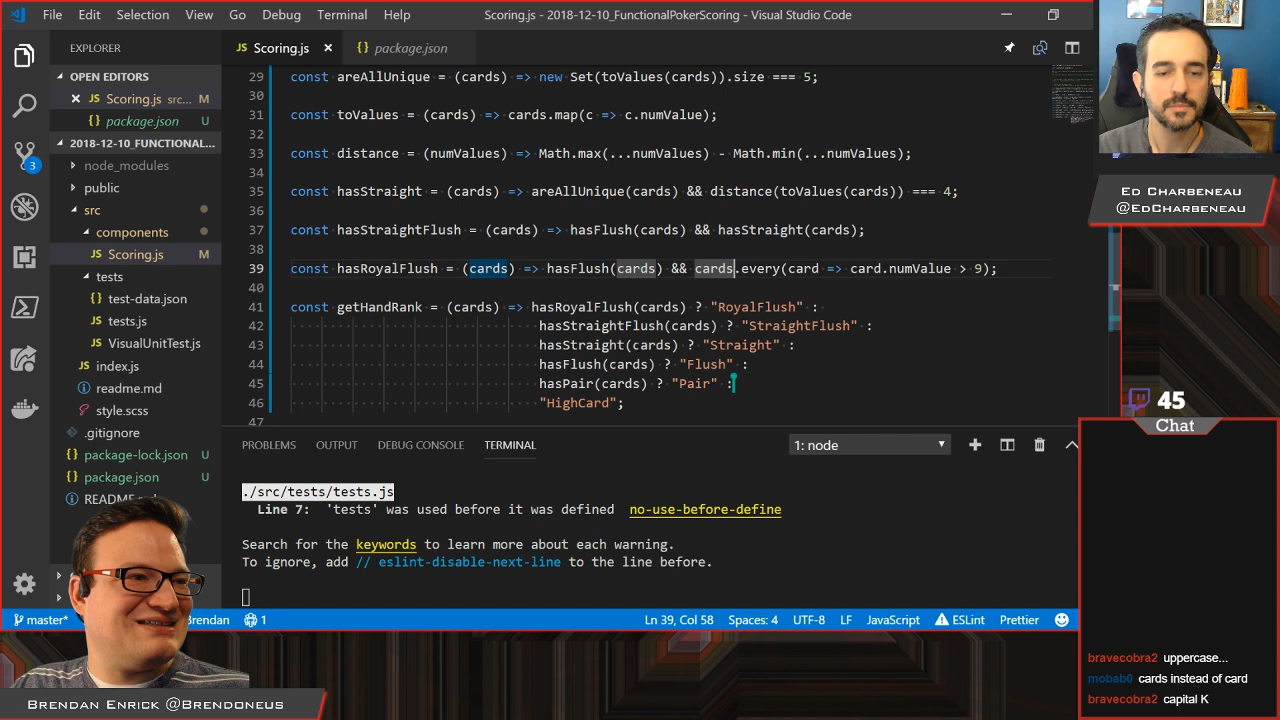 File Edit Selection View Go Debug Terminal Help
Scoring.js - 2018-12-10_FunctionalPokerScoring - Visual Studio Code
EXPLORER
OPEN EDITORS
JS Scoring.js src... M
{ } package.json U
2018-12-10_FUNCTIONAL...
node_modules
public
src
components
JS Scoring.js M
tests
test-data.json
JS tests.js
JS VisualUnitTest.js
JS index.js
readme.md
style.scss
.gitignore
{ } package-lock.json U
{ } package.json U
3
JS Scoring.js
{ } package.json
29 const areAllUnique = (cards) => new Set(toValues(cards)).size === 5;
30
31 const toValues = (cards) => cards.map(c => c.numValue);
32
33 const distance = (numValues) => Math.max(...numValues) - Math.min(...numValues);
34
35 const hasStraight = (cards) => areAllUnique(cards) && distance(toValues(cards)) === 4;
36
37 const hasStraightFlush = (cards) => hasFlush(cards) && hasStraight(cards);
38
39 const hasRoyalFlush = (cards) => hasFlush(cards) && cards.every(card => card.numValue > 9);
40
41 const getHandRank = (cards) => hasRoyalFlush(cards) ? "RoyalFlush" :
42 hasStraightFlush(cards) ? "StraightFlush" :
43 hasStraight(cards) ? "Straight" :
44 hasFlush(cards) ? "Flush" :
45 hasPair(cards) ? "Pair" :
46 "HighCard";
47
PROBLEMS OUTPUT DEBUG CONSOLE TERMINAL
1: node
./src/tests/tests.js
Line 7: 'tests' was used before it was defined no-use-before-define
Search for the keywords to learn more about each warning.
To ignore, add // eslint-disable-next-line to the line before.
master* Brendan 1
Ln 39, Col 58 Spaces: 4 UTF-8 LF JavaScript ESLint Prettier
Brendan Enrick @Brendoneus
Ed Charbeneau
@EdCharbeneau
45
Chat
bravecobra2 uppercase...
mobab0 cards instead of card
bravecobra2 capital K